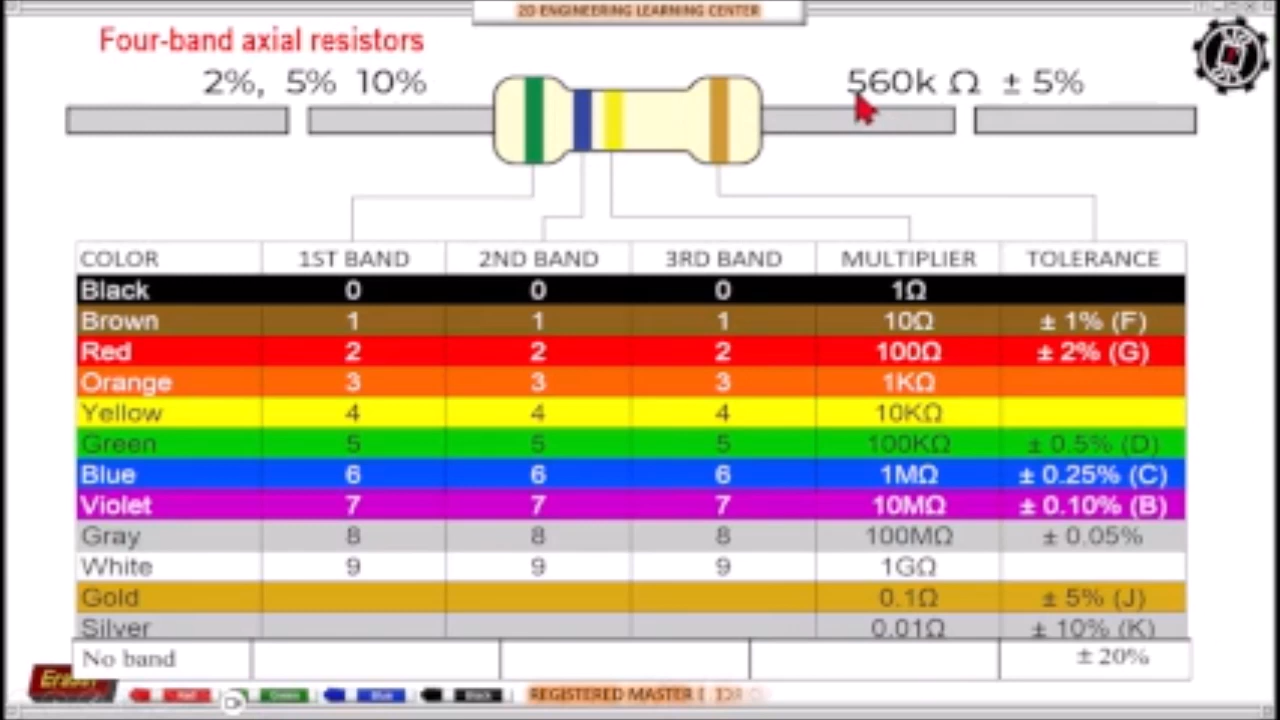 2D ENGINEERING LEARNING CENTER
Four-band axial resistors
2%, 5% 10%
560k Ω ± 5%
COLOR 1ST BAND 2ND BAND 3RD BAND MULTIPLIER TOLERANCE
Black 0 0 0 1Ω
Brown 1 1 1 10Ω ± 1% (F)
Red 2 2 2 100Ω ± 2% (G)
Orange 3 3 3 1KΩ
Yellow 4 4 4 10KΩ
Green 5 5 5 100KΩ ± 0.5% (D)
Blue 6 6 6 1MΩ ± 0.25% (C)
Violet 7 7 7 10MΩ ± 0.10% (B)
Gray 8 8 8 100MΩ ± 0.05%
White 9 9 9 1GΩ
Gold 0.1Ω ± 5% (J)
Silver 0.01Ω ± 10% (K)
No band ± 20%
Eraser
Red Green Blue Black
REGISTERED MASTER